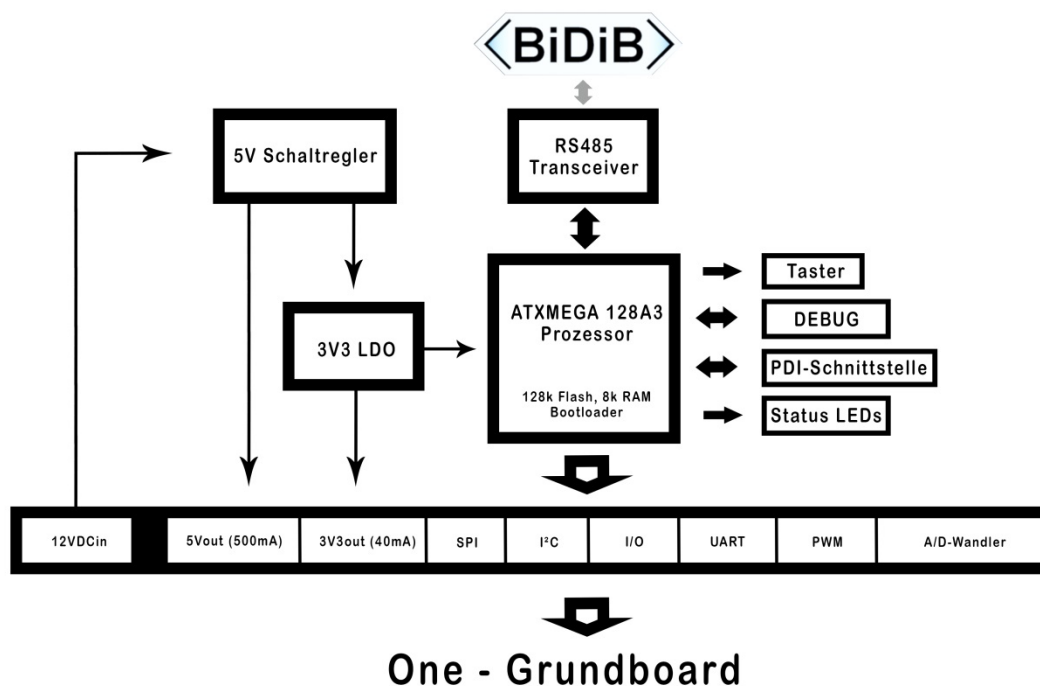 BiDiB
5V Schaltregler
RS485
Transceiver
ATXMEGA 128A3
Prozessor
128k Flash, 8k RAM
Bootloader
3V3 LDO
Taster
DEBUG
PDI-Schnittstelle
Status LEDs
12VDCin
5Vout (500mA)
3V3out (40mA)
SPI
I²C
I/O
UART
PWM
A/D-Wandler
One - Grundboard